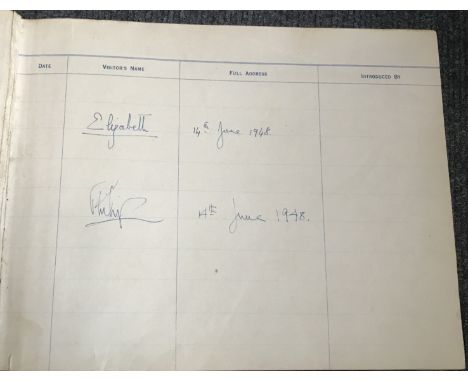 DATE VISITOR'S NAME FULL ADDRESS INTRODUCED BY
Elizabeth 14th June 1948.
Philip 14th June 1948.